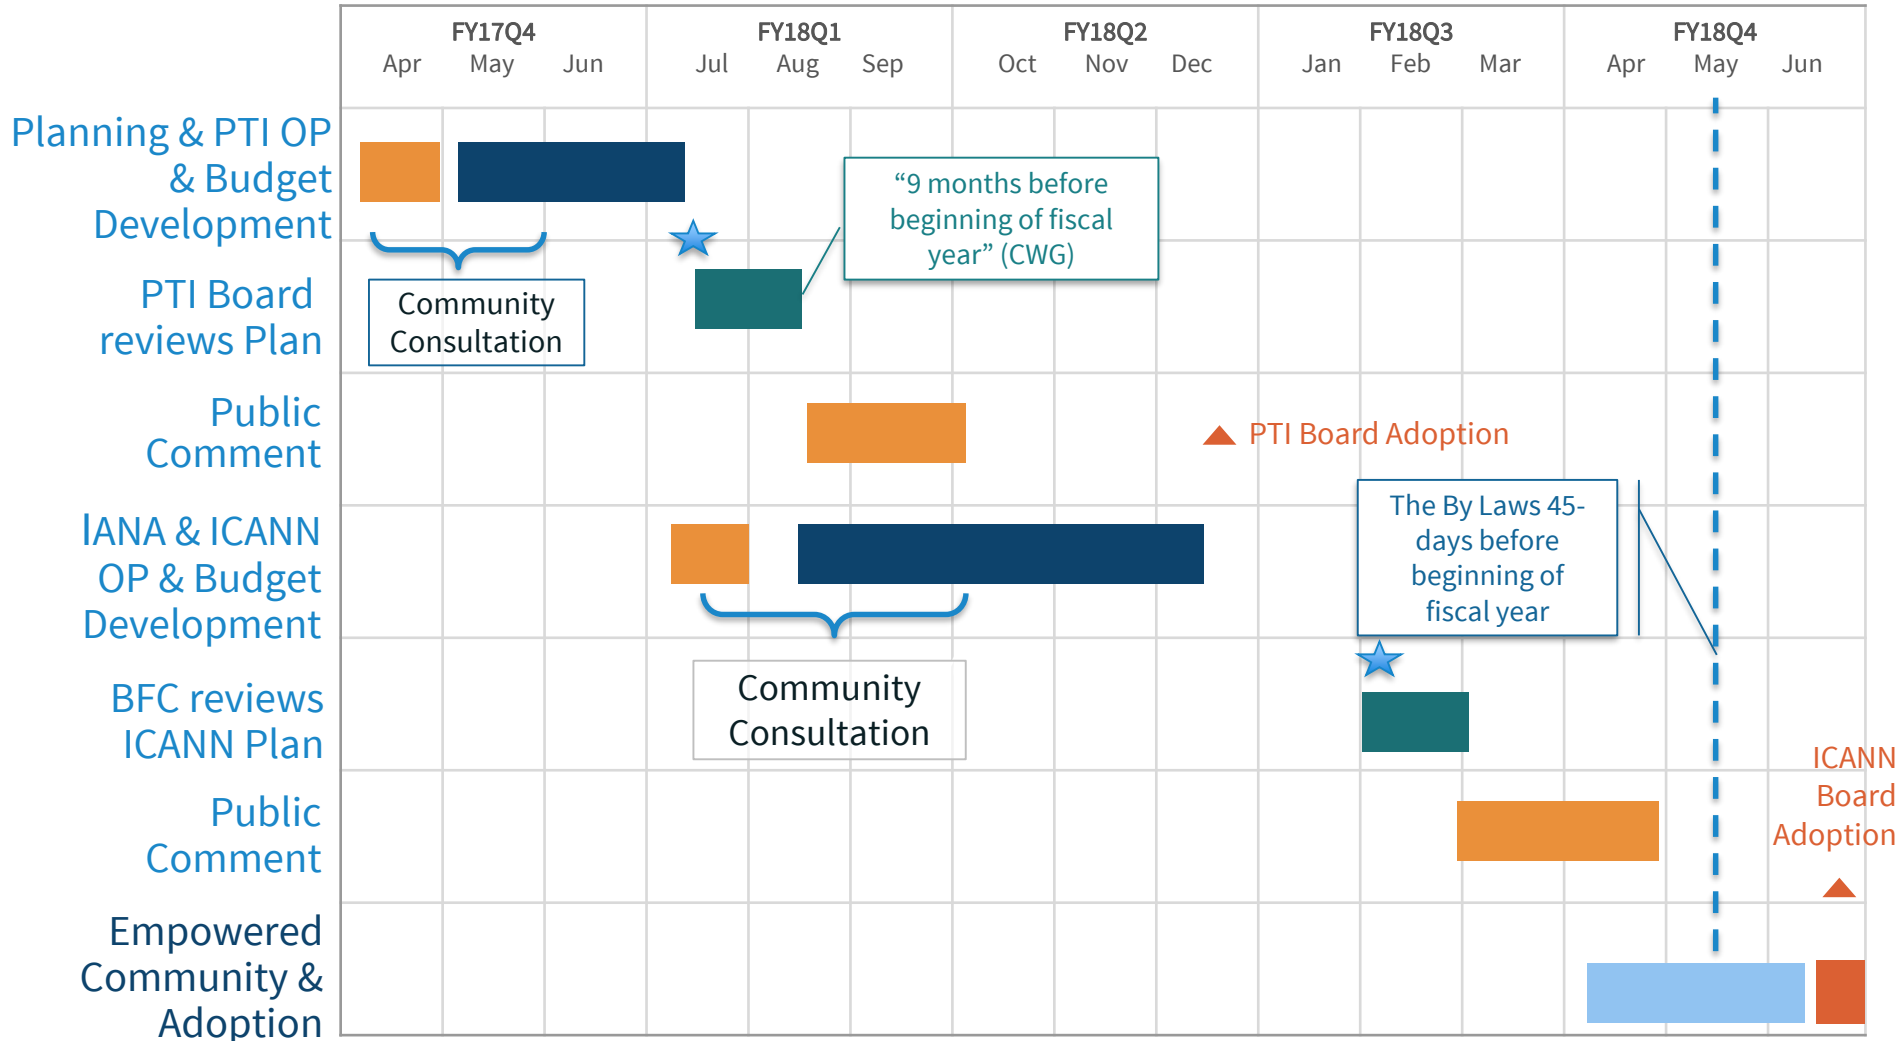 FY17Q4 FY18Q1 FY18Q2 FY18Q3 FY18Q4
Apr May Jun Jul Aug Sep Oct Nov Dec Jan Feb Mar Apr May Jun
Planning & PTI OP
& Budget
Development
“9 months before
beginning of fiscal
year” (CWG)
PTI Board
reviews Plan
Community
Consultation
Public
Comment
PTI Board Adoption
IANA & ICANN
OP & Budget
Development
The By Laws 45-
days before
beginning of
fiscal year
BFC reviews
ICANN Plan
Community
Consultation
ICANN
Board
Adoption
Public
Comment
Empowered
Community &
Adoption